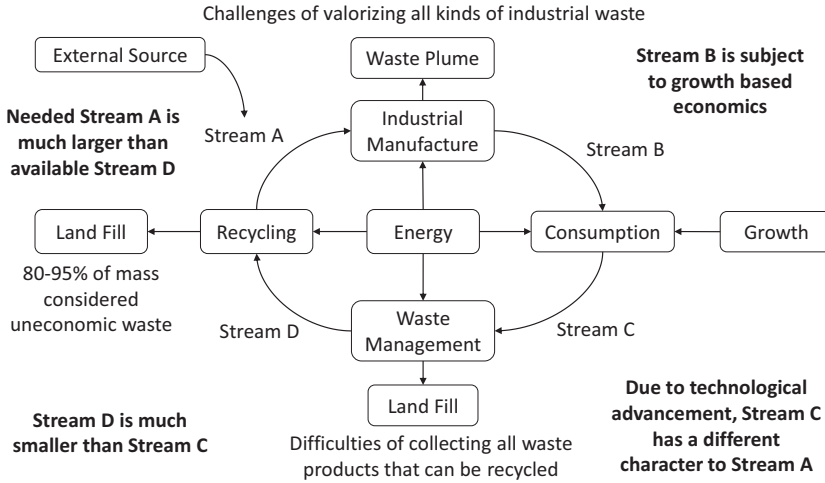 Challenges of valorizing all kinds of industrial waste
External Source
Waste Plume
Stream B is subject
to growth based
economics
Needed Stream A is
much larger than
available Stream D
Stream A
Industrial
Manufacture
Stream B
Land Fill
Recycling
Energy
Consumption
Growth
80-95% of mass
considered
uneconomic waste
Stream D
Waste
Management
Stream C
Land Fill
Stream D is much
smaller than Stream C
Difficulties of collecting all waste
products that can be recycled
Due to technological
advancement, Stream C
has a different
character to Stream A